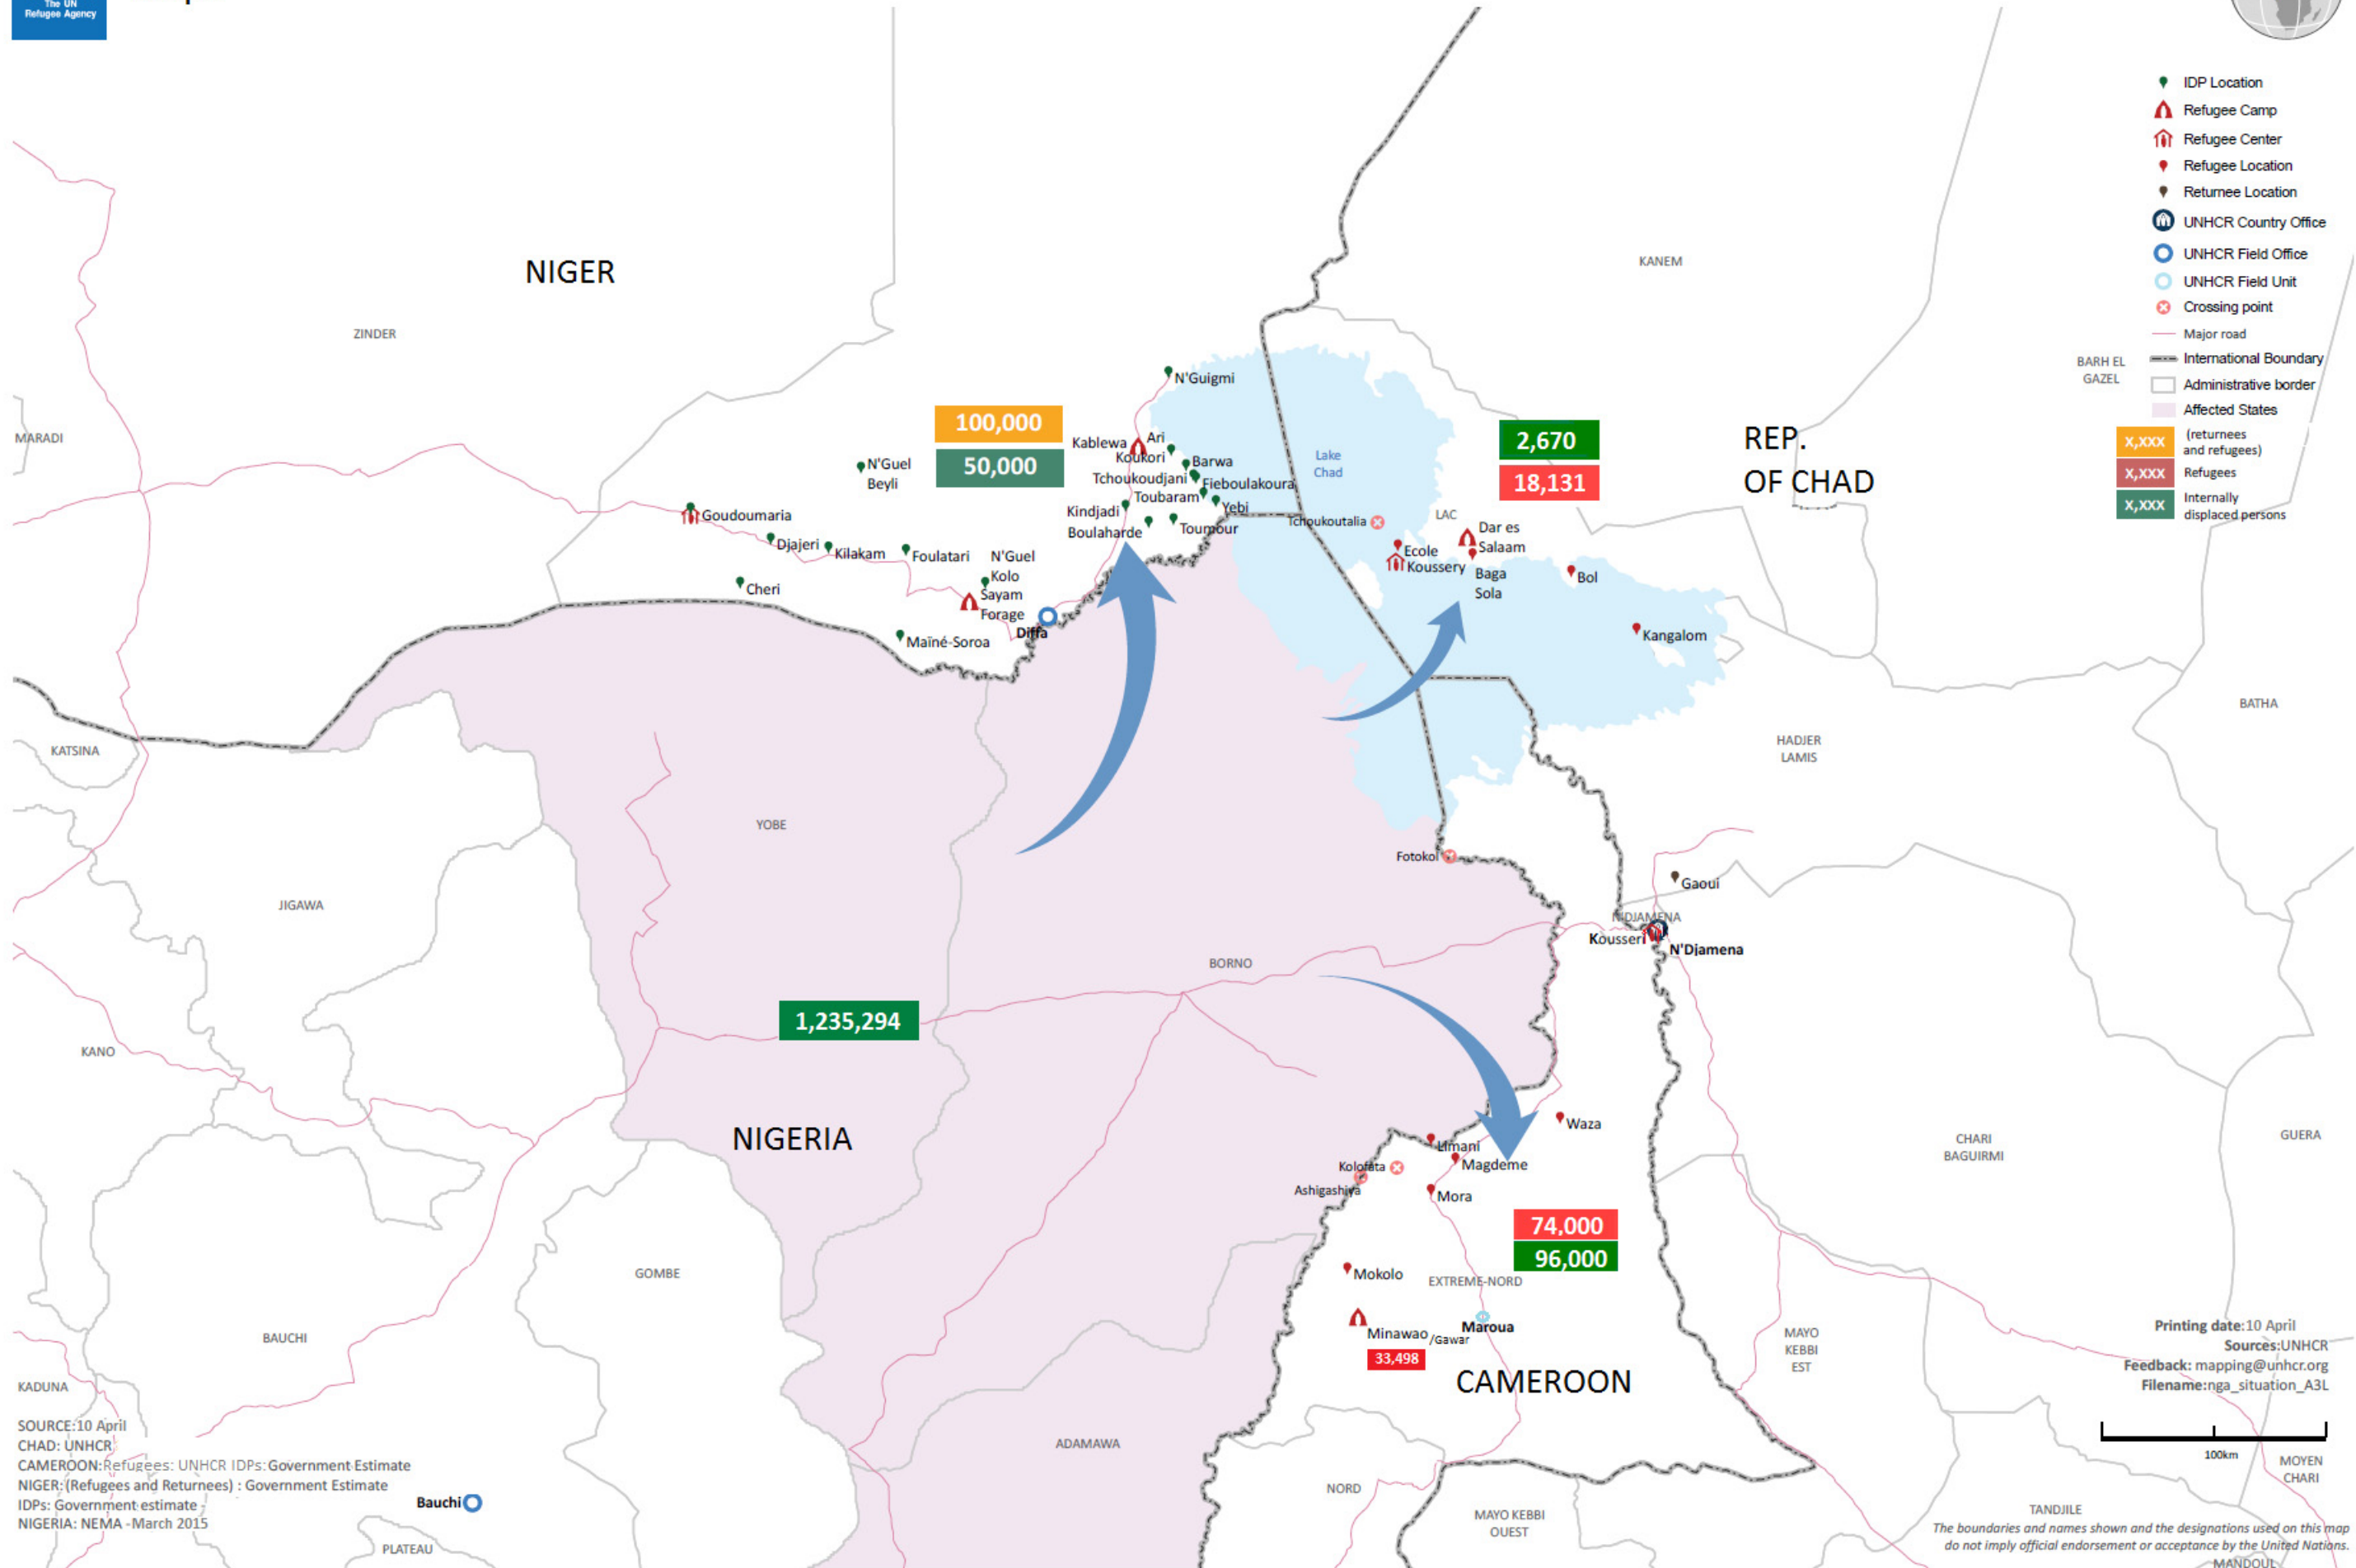 The UN
Refugee Agency
IDP Location
Refugee Camp
Refugee Center
Refugee Location
Returnee Location
UNHCR Country Office
UNHCR Field Office
UNHCR Field Unit
Crossing point
Major road
International Boundary
Administrative border
Affected States
x,xxx
(returnees
and refugees)
x,xxx
Refugees
x,xxx
Internally
displaced persons
NIGER
KANEM
ZINDER
BARH EL
GAZEL
MARADI
N'Guigmi
100,000
50,000
2,670
18,131
REP.
OF CHAD
Kablewa
Ari
Koukori
Barwa
Tchoukoudjani
Fieboulakoura
Toubaram
Yebi
Kindjadi
Boulaharde
Toumour
Lake
Chad
N'Guel
Beyli
Goudoumaria
Djajeri
Kilakam
Foulatari
N'Guel
Kolo
Sayam
Forage
Cheri
Diffa
Maïné-Soroa
Tchoukoutalia
LAC
Dar es
Salaam
Ecole
Koussery
Baga
Sola
Bol
Kangalom
KATSINA
BATHA
HADJER
LAMIS
YOBE
Fotokol
JIGAWA
Gaoui
NDJAMENA
Kousseri
N'Djamena
BORNO
1,235,294
KANO
NIGERIA
Waza
Limani
Magdeme
Kolofata
Ashigashiya
Mora
CHARI
BAGUIRMI
GUERA
74,000
96,000
GOMBE
Mokolo
EXTREME-NORD
Minawao/Gawar
33,498
Maroua
CAMEROON
BAUCHI
MAYO
KEBBI
EST
Printing date:10 April
Sources:UNHCR
Feedback: mapping@unhcr.org
Filename:nga_situation_A3L
KADUNA
SOURCE:10 April
CHAD: UNHCR
CAMEROON:Refugees: UNHCR IDPs:Government Estimate
NIGER:(Refugees and Returnees) : Government Estimate
IDPs: Government estimate
NIGERIA: NEMA -March 2015
Bauchi
PLATEAU
ADAMAWA
NORD
MAYO KEBBI
OUEST
100km
MOYEN
CHARI
TANDJILE
The boundaries and names shown and the designations used on this map
do not imply official endorsement or acceptance by the United Nations.
MANDOUL